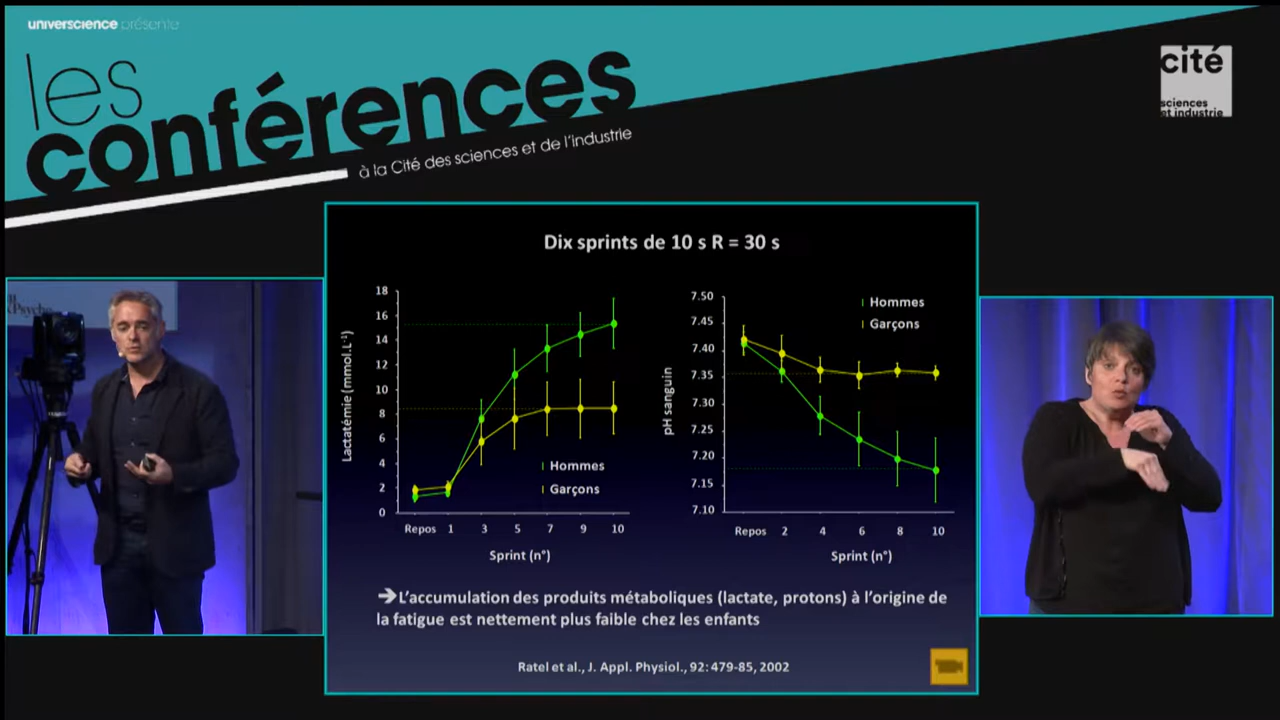 universcience présente
les
conférences
à la Cité des sciences et de l'industrie
cité
sciences
et industrie
Psycho
Dix sprints de 10 s R = 30 s
Lactatémie (mmol.L-1)
18
16
14
12
10
8
6
4
2
0
Hommes
Garçons
Repos 1 3 5 7 9 10
Sprint (n°)
pH sanguin
7.50
7.45
7.40
7.35
7.30
7.25
7.20
7.15
7.10
Hommes
Garçons
Repos 2 4 6 8 10
Sprint (n°)
➔L'accumulation des produits métaboliques (lactate, protons) à l'origine de
la fatigue est nettement plus faible chez les enfants
Ratel et al., J. Appl. Physiol., 92: 479-85, 2002